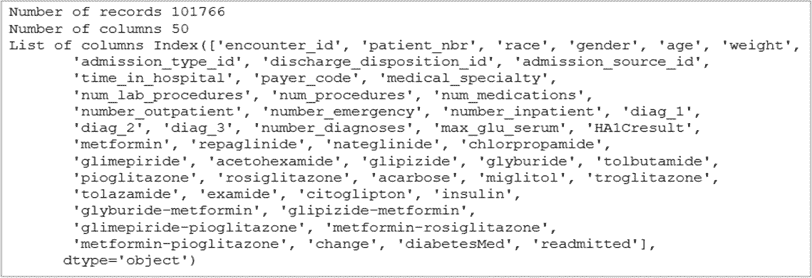 Number of records 101766
Number of columns 50
List of columns Index(['encounter_id', 'patient_nbr', 'race', 'gender', 'age', 'weight',
'admission_type_id', 'discharge_disposition_id', 'admission_source_id',
'time_in_hospital', 'payer_code', 'medical_specialty',
'num_lab_procedures', 'num_procedures', 'num_medications',
'number_outpatient', 'number_emergency', 'number_inpatient', 'diag_1',
'diag_2', 'diag_3', 'number_diagnoses', 'max_glu_serum', 'HA1Cresult',
'metformin', 'repaglinide', 'nateglinide', 'chlorpropamide',
'glimepiride', 'acetohexamide', 'glipizide', 'glyburide', 'tolbutamide',
'pioglitazone', 'rosiglitazone', 'acarbose', 'miglitol', 'troglitazone',
'tolazamide', 'examide', 'citoglipton', 'insulin',
'glyburide-metformin', 'glipizide-metformin',
'glimepiride-pioglitazone', 'metformin-rosiglitazone',
'metformin-pioglitazone', 'change', 'diabetesMed', 'readmitted'],
dtype='object')